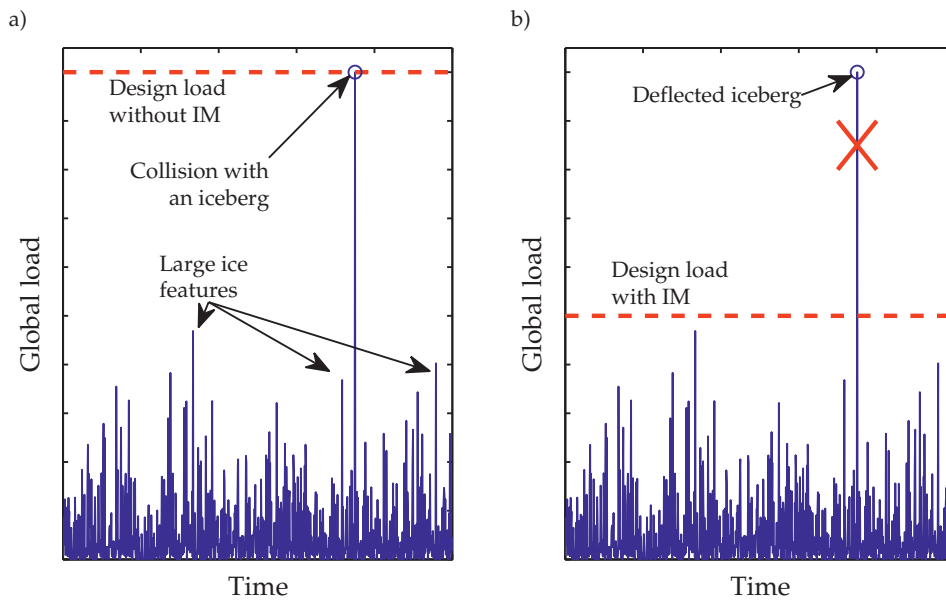 a)
Design load
without IM
Collision with
an iceberg
Large ice
features
Global load
Time
b)
Deflected iceberg
Design load
with IM
Global load
Time